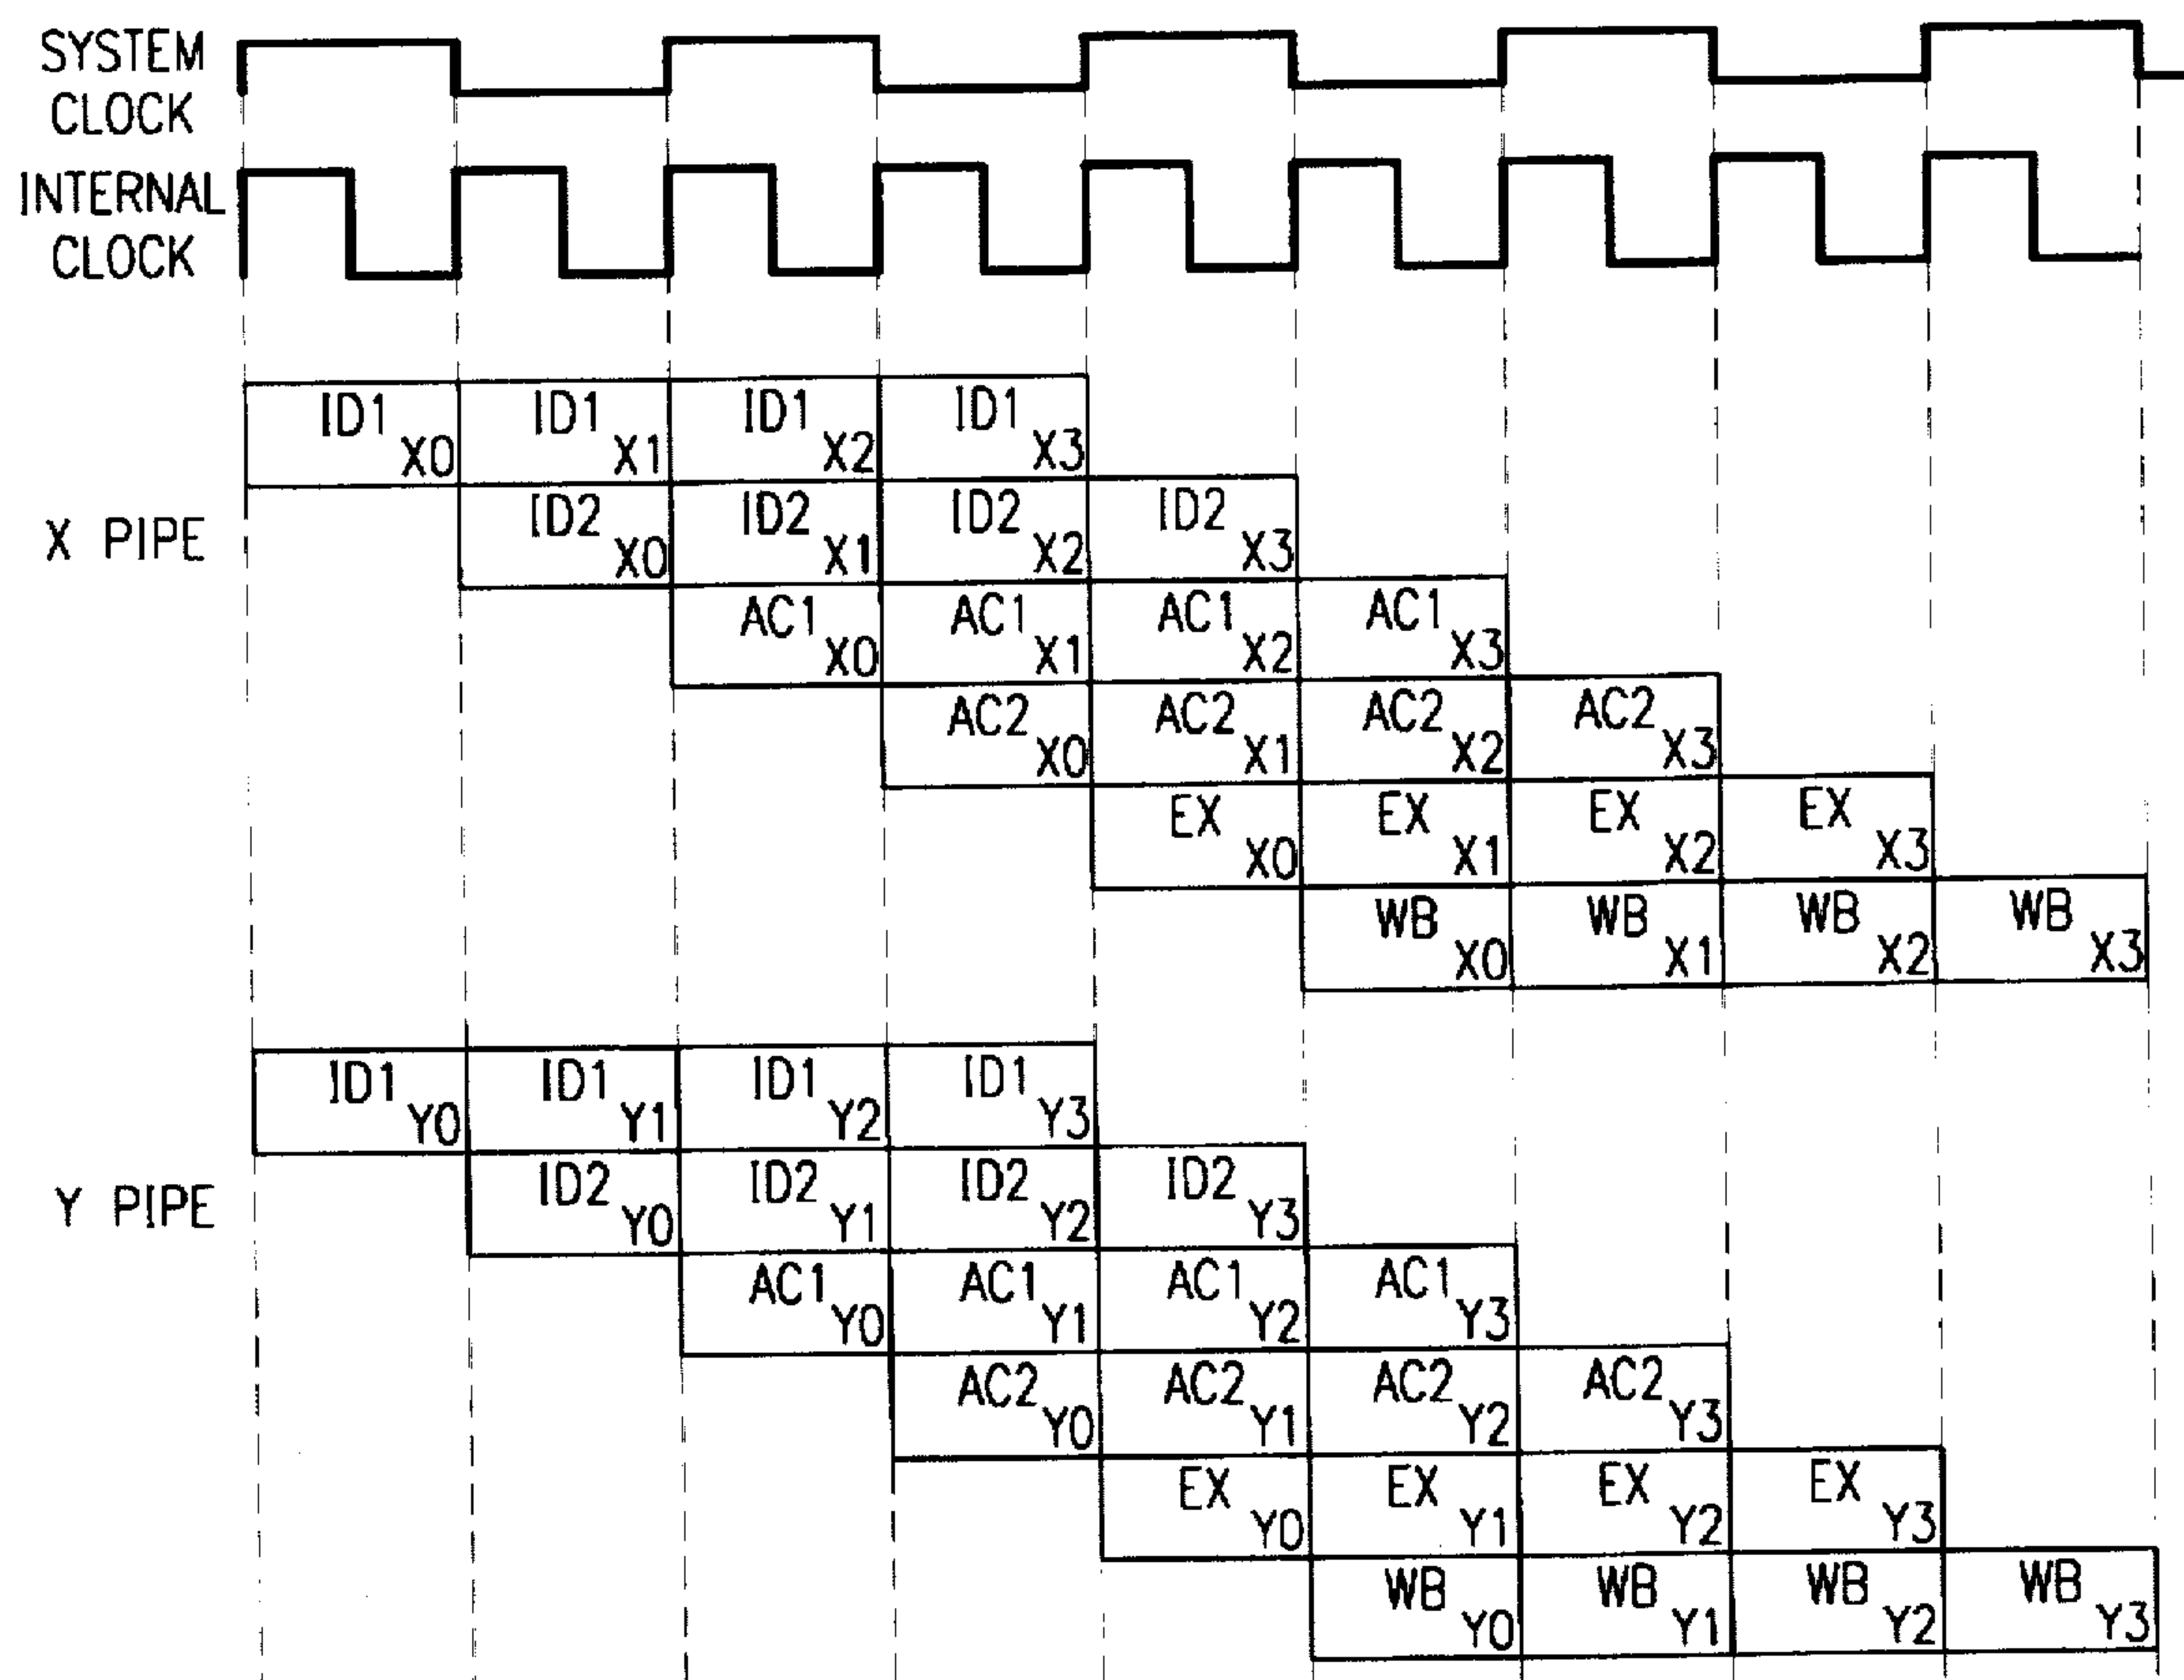 SYSTEM
CLOCK
INTERNAL
CLOCK
ID1 X0 ID1 X1 ID1 X2 ID1 X3
X PIPE
ID2 X0 ID2 X1 ID2 X2 ID2 X3
AC1 X0 AC1 X1 AC1 X2 AC1 X3
AC2 X0 AC2 X1 AC2 X2 AC2 X3
EX X0 EX X1 EX X2 EX X3
WB X0 WB X1 WB X2 WB X3
ID1 Y0 ID1 Y1 ID1 Y2 ID1 Y3
Y PIPE
ID2 Y0 ID2 Y1 ID2 Y2 ID2 Y3
AC1 Y0 AC1 Y1 AC1 Y2 AC1 Y3
AC2 Y0 AC2 Y1 AC2 Y2 AC2 Y3
EX Y0 EX Y1 EX Y2 EX Y3
WB Y0 WB Y1 WB Y2 WB Y3